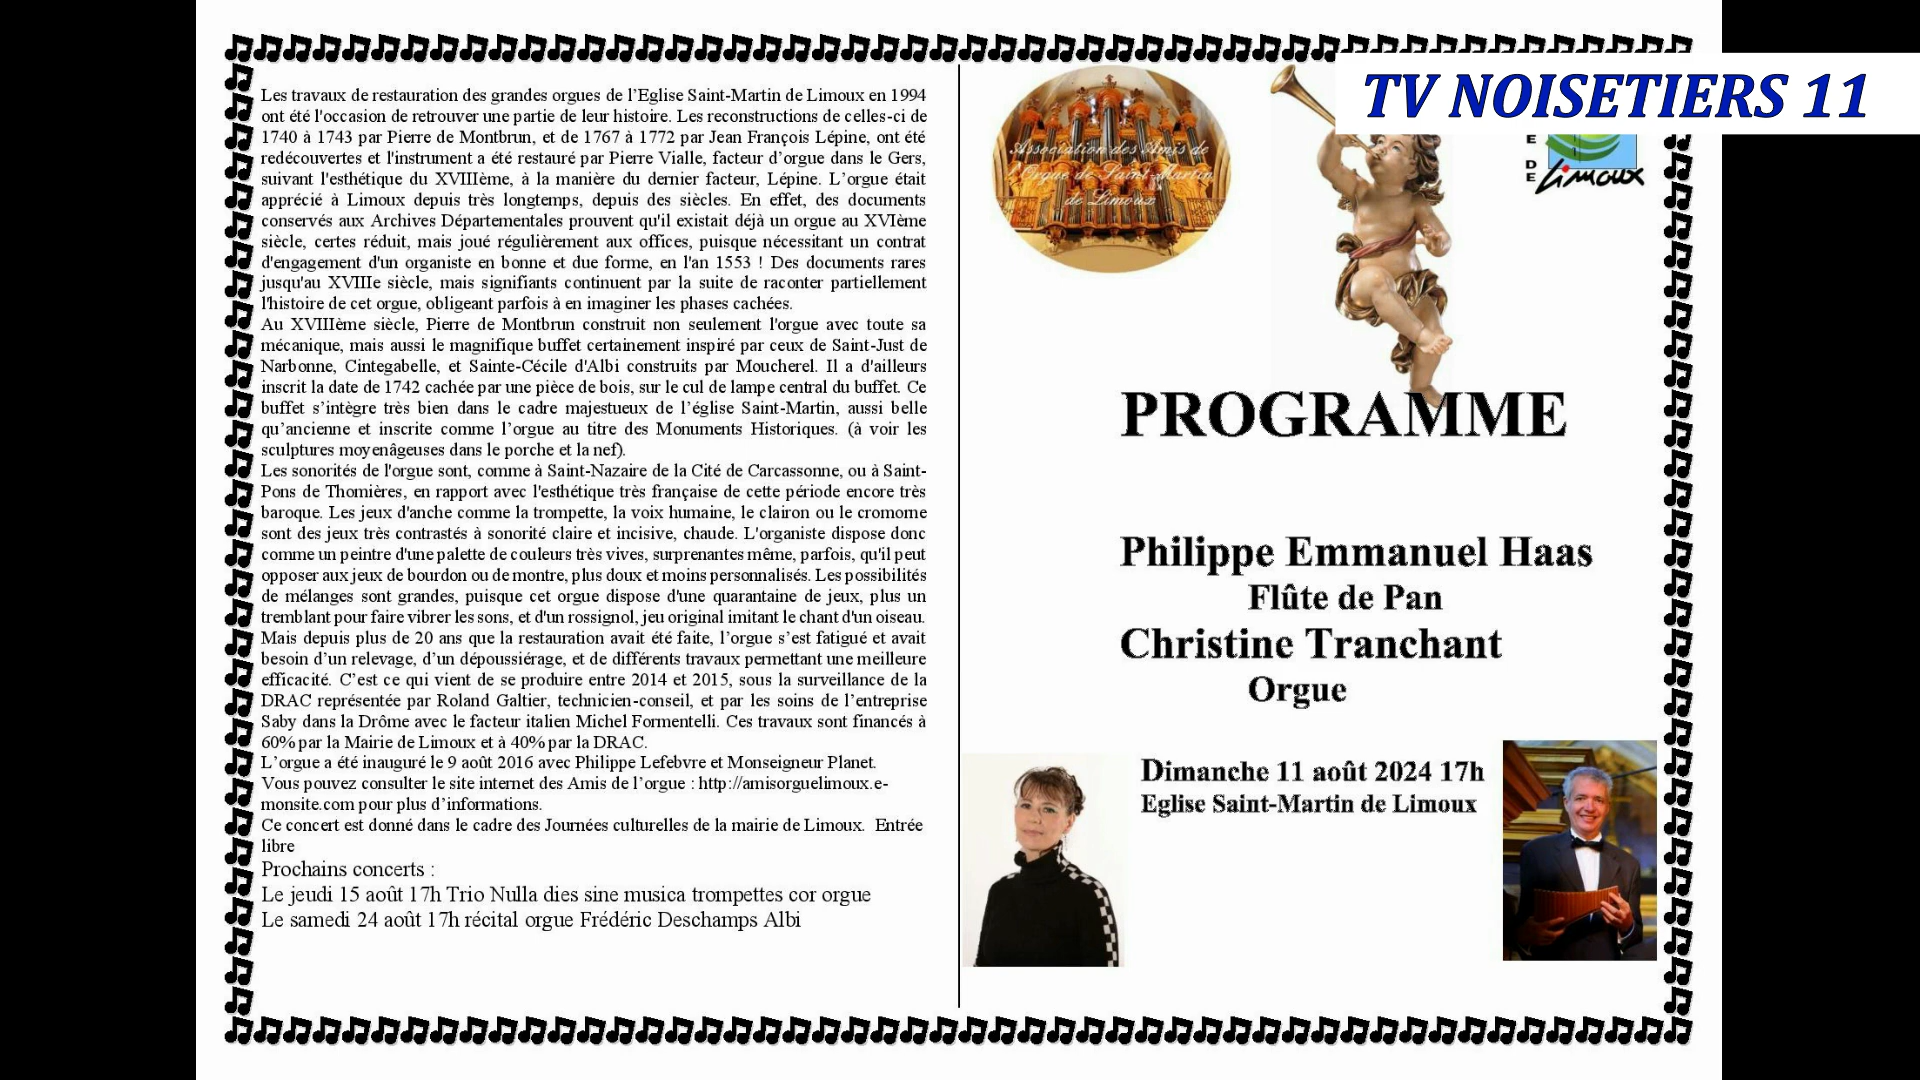 Les travaux de restauration des grandes orgues de l’Eglise Saint-Martin de Limoux en 1994
ont été l'occasion de retrouver une partie de leur histoire. Les reconstructions de celles-ci de
1740 à 1743 par Pierre de Montbrun, et de 1767 à 1772 par Jean François Lépine, ont été
redécouvertes et l'instrument a été restauré par Pierre Vialle, facteur d’orgue dans le Gers,
suivant l'esthétique du XVIIIème, à la manière du dernier facteur, Lépine. L’orgue était
apprécié à Limoux depuis très longtemps, depuis des siècles. En effet, des documents
conservés aux Archives Départementales prouvent qu'il existait déjà un orgue au XVIème
siècle, certes réduit, mais joué régulièrement aux offices, puisque nécessitant un contrat
d'engagement d'un organiste en bonne et due forme, en l'an 1553 ! Des documents rares
jusqu'au XVIIIe siècle, mais signifiants continuent par la suite de raconter partiellement
l'histoire de cet orgue, obligeant parfois à en imaginer les phases cachées.
Au XVIIIème siècle, Pierre de Montbrun construit non seulement l'orgue avec toute sa
mécanique, mais aussi le magnifique buffet certainement inspiré par ceux de Saint-Just de
Narbonne, Cintegabelle, et Sainte-Cécile d'Albi construits par Moucherel. Il a d'ailleurs
inscrit la date de 1742 cachée par une pièce de bois, sur le cul de lampe central du buffet. Ce
buffet s’intègre très bien dans le cadre majestueux de l’église Saint-Martin, aussi belle
qu’ancienne et inscrite comme l’orgue au titre des Monuments Historiques. (à voir les
sculptures moyenâgeuses dans le porche et la nef).
Les sonorités de l'orgue sont, comme à Saint-Nazaire de la Cité de Carcassonne, ou à Saint-
Pons de Thomières, en rapport avec l'esthétique très française de cette période encore très
baroque. Les jeux d'anche comme la trompette, la voix humaine, le clairon ou le cromorne
sont des jeux très contrastés à sonorité claire et incisive, chaude. L'organiste dispose donc
comme un peintre d'une palette de couleurs très vives, surprenantes même, parfois, qu'il peut
opposer aux jeux de bourdon ou de montre, plus doux et moins personnalisés. Les possibilités
de mélanges sont grandes, puisque cet orgue dispose d'une quarantaine de jeux, plus un
tremblant pour faire vibrer les sons, et d'un rossignol, jeu original imitant le chant d'un oiseau.
Mais depuis plus de 20 ans que la restauration avait été faite, l’orgue s’est fatigué et avait
besoin d’un relevage, d’un dépoussiérage, et de différents travaux permettant une meilleure
efficacité. C’est ce qui vient de se produire entre 2014 et 2015, sous la surveillance de la
DRAC représentée par Roland Galtier, technicien-conseil, et par les soins de l’entreprise
Saby dans la Drôme avec le facteur italien Michel Formentelli. Ces travaux sont financés à
60% par la Mairie de Limoux et à 40% par la DRAC.
L’orgue a été inauguré le 9 août 2016 avec Philippe Lefebvre et Monseigneur Planet.
Vous pouvez consulter le site internet des Amis de l’orgue : http://amisorguelimoux.e-
monsite.com pour plus d’informations.
Ce concert est donné dans le cadre des Journées culturelles de la mairie de Limoux. Entrée
libre
Prochains concerts :
Le jeudi 15 août 17h Trio Nulla dies sine musica trompettes cor orgue
Le samedi 24 août 17h récital orgue Frédéric Deschamps Albi
Association des Amis de
l'Orgue de Saint-Martin
de Limoux
TV NOISETIERS 11
E
DE
Limoux
PROGRAMME
Philippe Emmanuel Haas
Flûte de Pan
Christine Tranchant
Orgue
Dimanche 11 août 2024 17h
Eglise Saint-Martin de Limoux